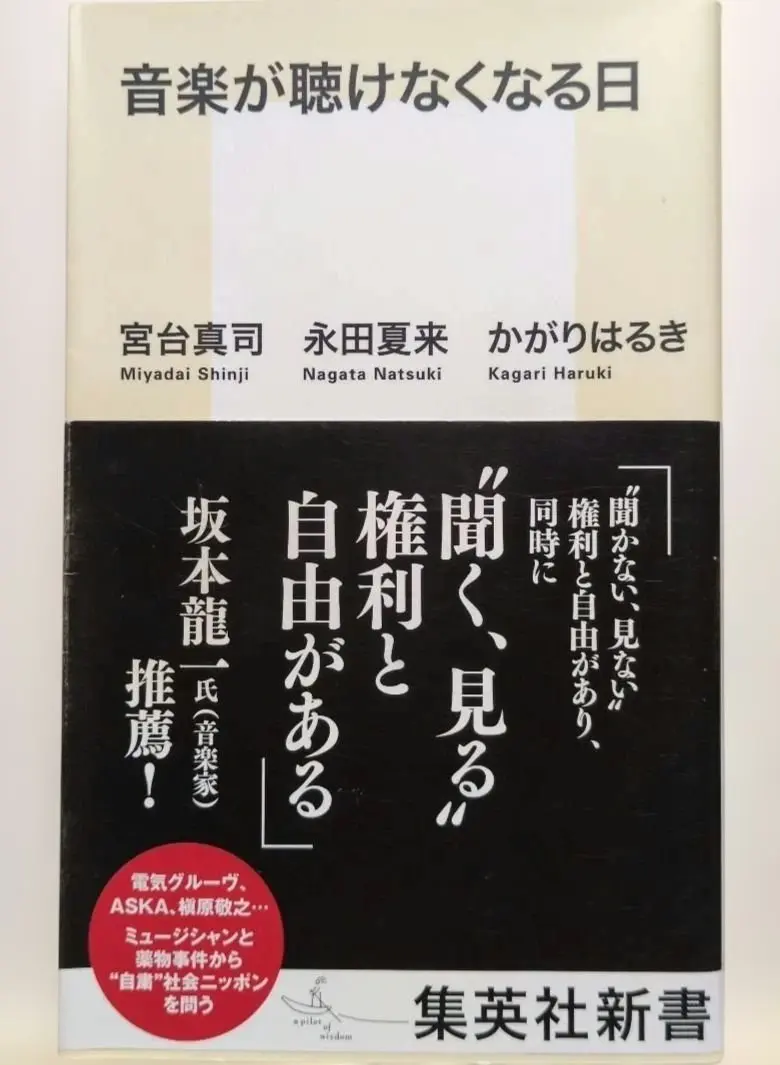 音楽が聴けなくなる日
宮台真司 永田夏来 かがりはるき
Miyadai Shinji Nagata Natsuki Kagari Haruki
「〝聞かない、見ない〟
権利と自由があり、
同時に
〝聞く、見る〟
権利と
自由がある」
坂本龍一氏(音楽家)
推薦!
電気グルーヴ、
ASKA、槇原敬之…
ミュージシャンと
薬物事件から
“自粛”社会ニッポン
を問う
a pilot
of
wisdom
集英社新書